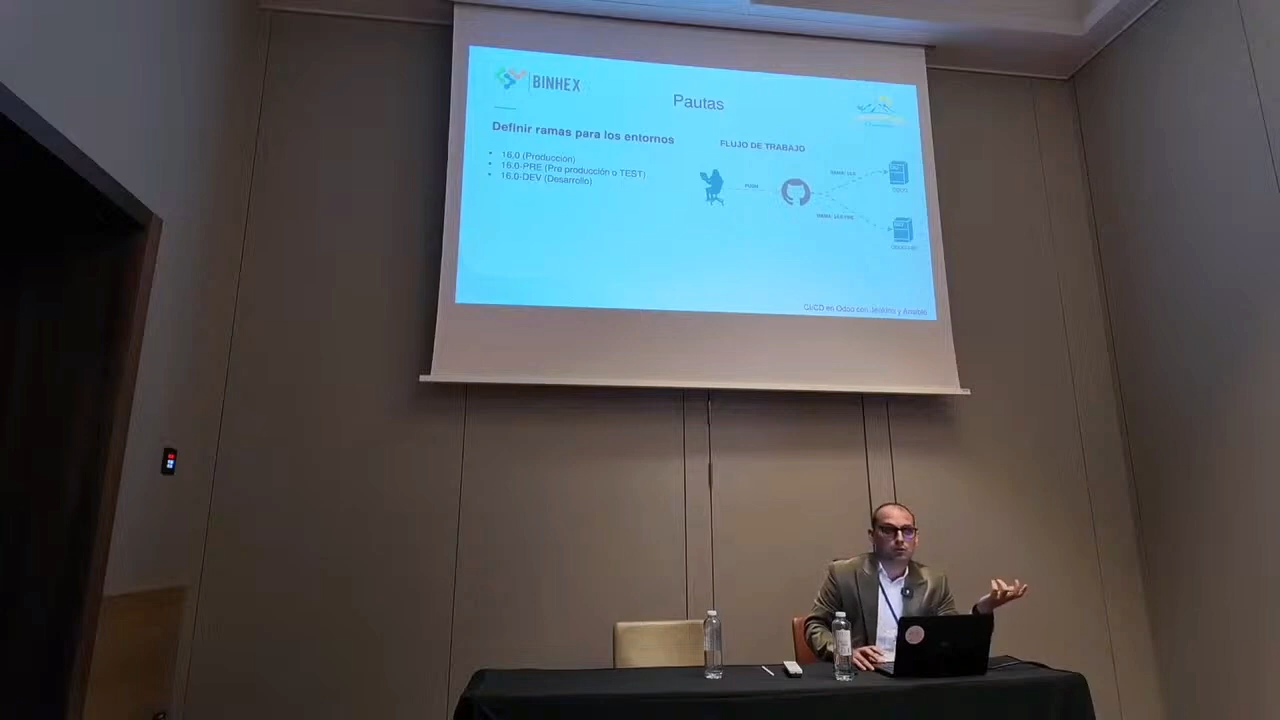 BINHEX
Pautas
Definir ramas para los entornos
• 16.0 (Producción)
• 16.0-PRE (Pre producción o TEST)
• 16.0-DEV (Desarrollo)
FLUJO DE TRABAJO
PUSH
CI/CD en Odoo con Jenkins y Ansible